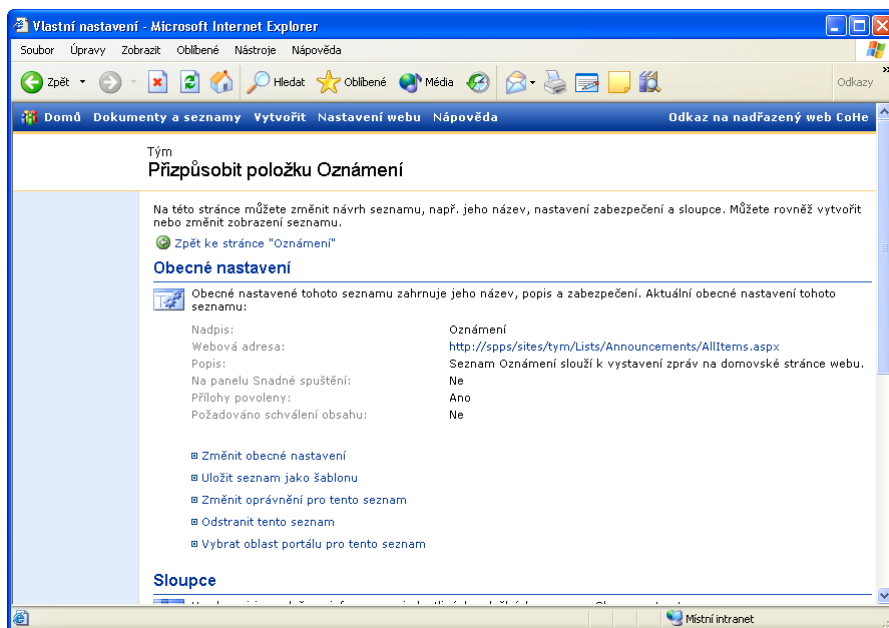 Vlastní nastavení - Microsoft Internet Explorer
Soubor Úpravy Zobrazit Oblíbené Nástroje Nápověda
Zpět Hledat Oblíbené Média Odkazy »
Domů Dokumenty a seznamy Vytvořit Nastavení webu Nápověda Odkaz na nadřazený web CoHe
Tým
Přizpůsobit položku Oznámení
Na této stránce můžete změnit návrh seznamu, např. jeho název, nastavení zabezpečení a sloupce. Můžete rovněž vytvořit
nebo změnit zobrazení seznamu.
Zpět ke stránce "Oznámení"
Obecné nastavení
Obecné nastavené tohoto seznamu zahrnuje jeho název, popis a zabezpečení. Aktuální obecné nastavení tohoto
seznamu:
Nadpis: Oznámení
Webová adresa: http://spps/sites/tym/Lists/Announcements/AllItems.aspx
Popis: Seznam Oznámení slouží k vystavení zpráv na domovské stránce webu.
Na panelu Snadné spuštění: Ne
Přílohy povoleny: Ano
Požadováno schválení obsahu: Ne
Změnit obecné nastavení
Uložit seznam jako šablonu
Změnit oprávnění pro tento seznam
Odstranit tento seznam
Vybrat oblast portálu pro tento seznam
Sloupce
Místní intranet